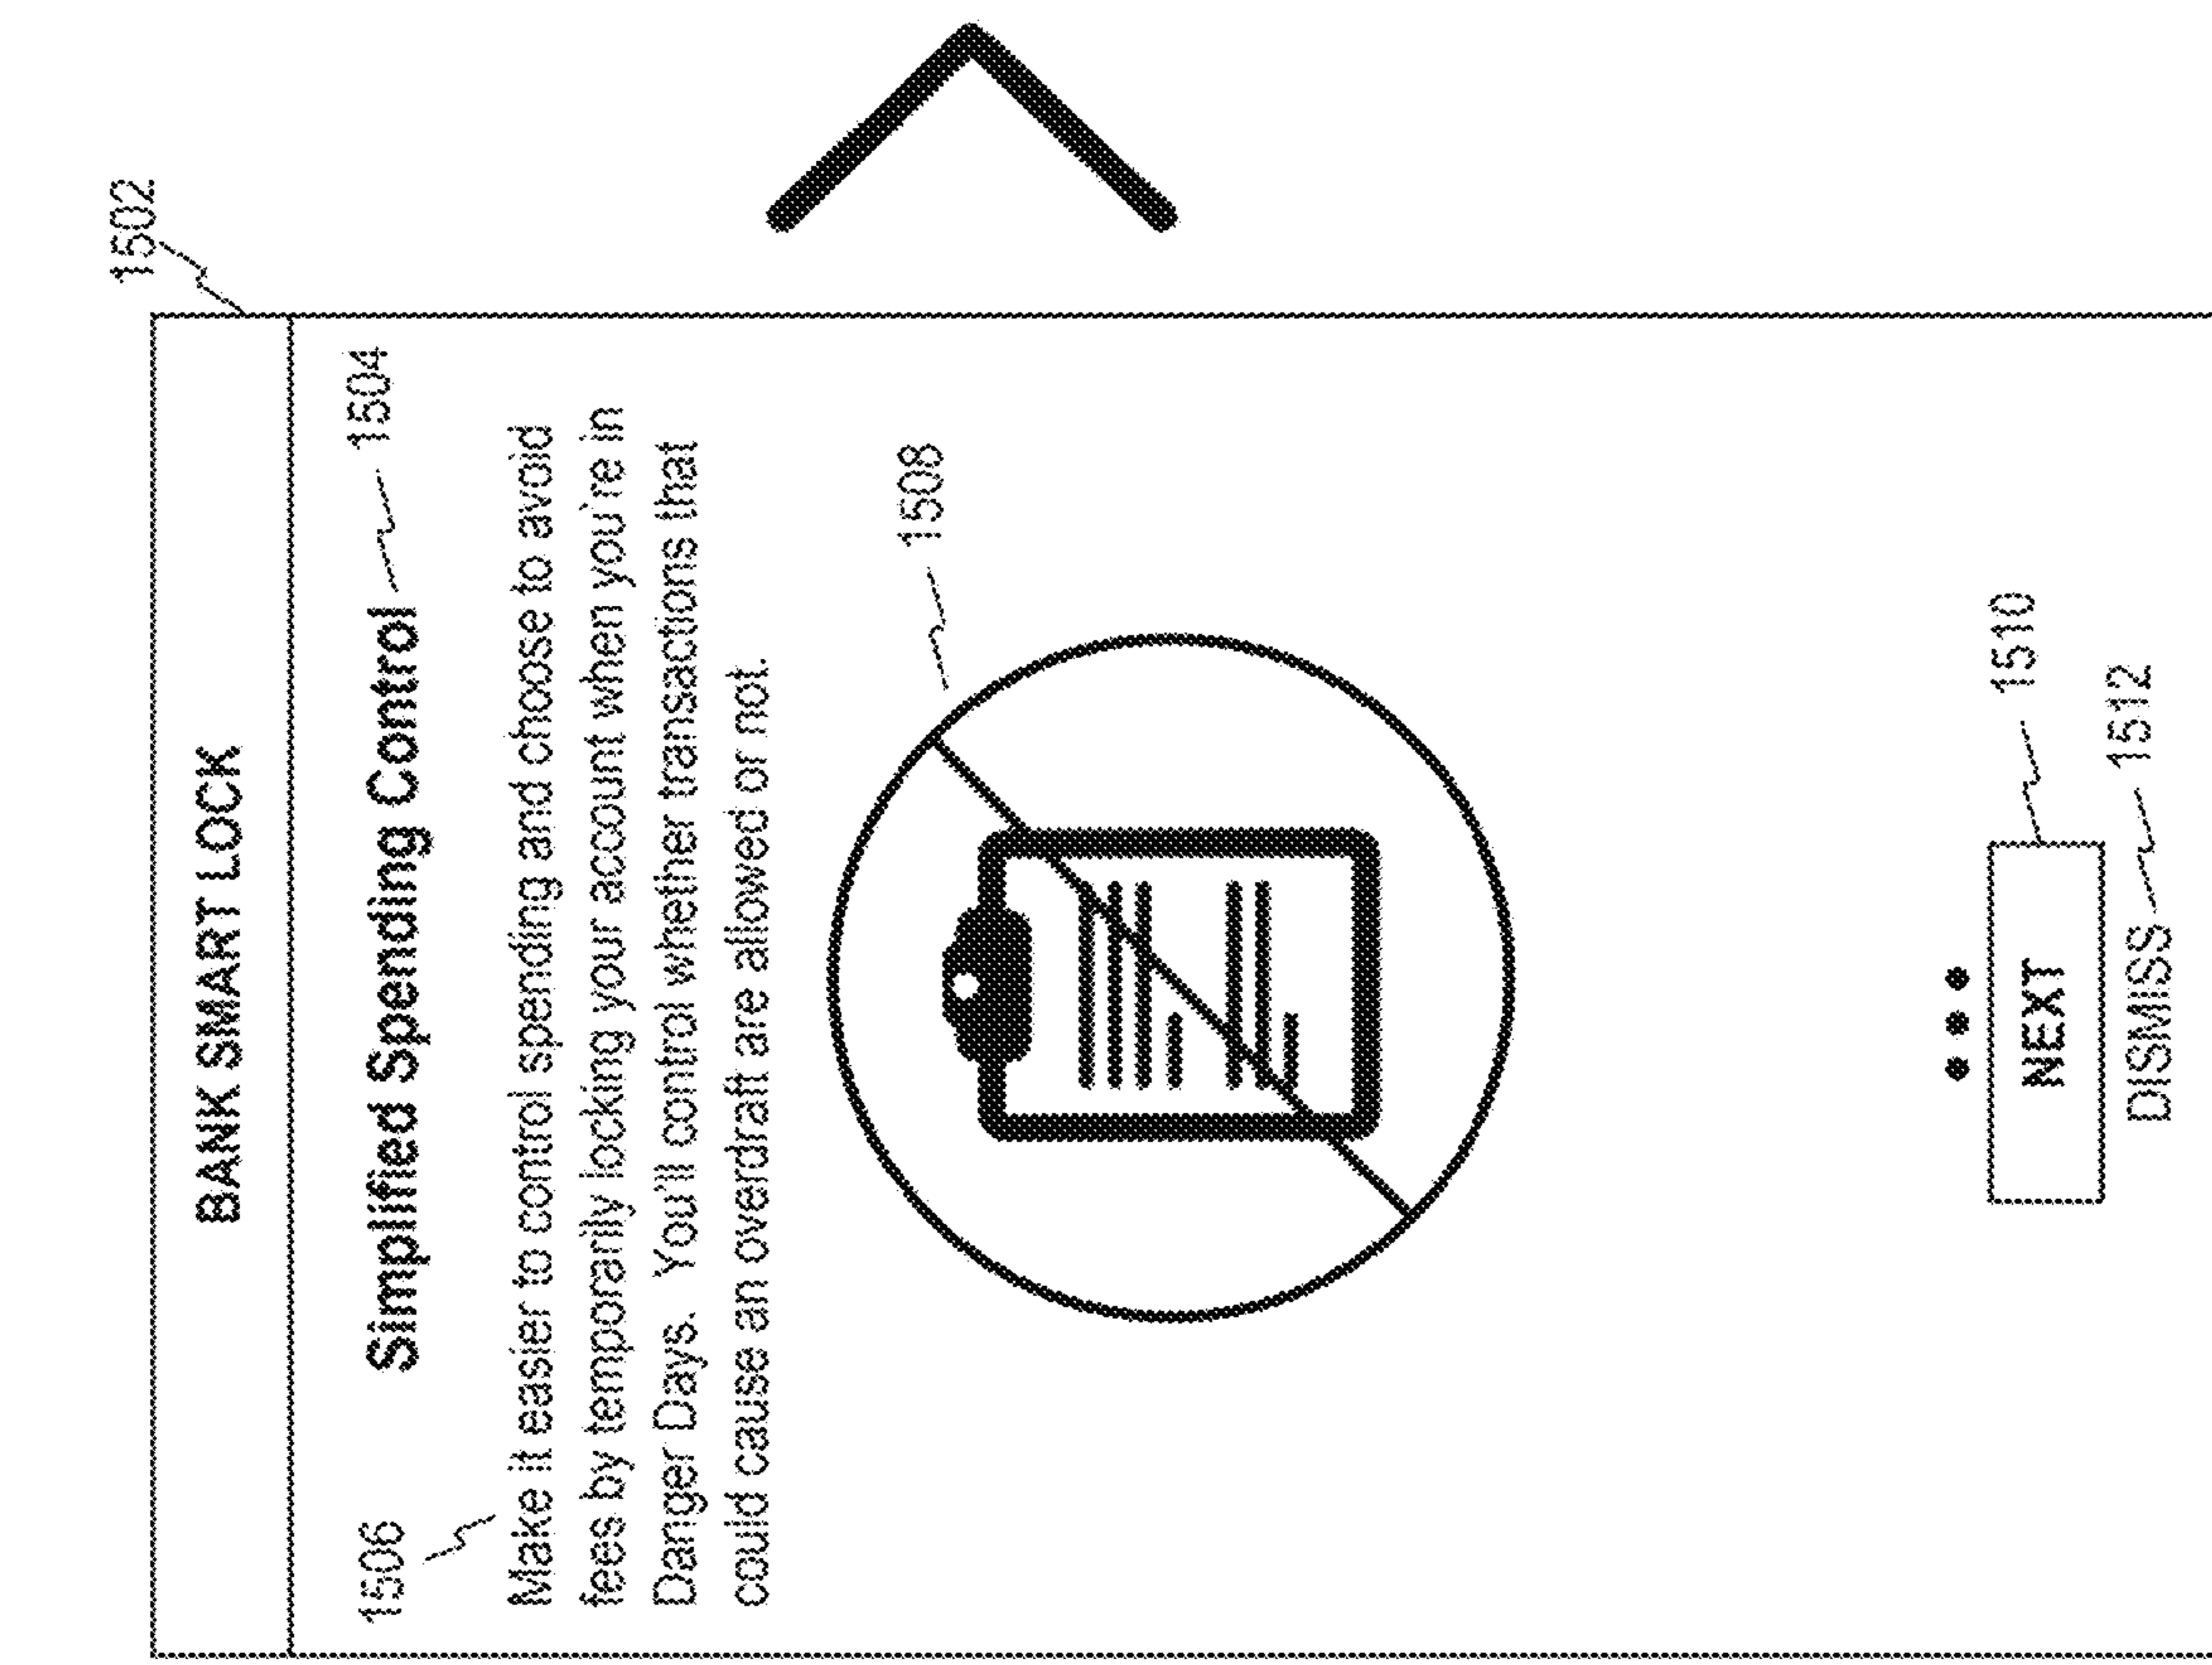 1502
BANK SMART LOCK
Simplified Spending Control
1504
1506
Make it easier to control spending and choose to avoid
fees by temporarily locking your account when you're in
Danger Days. You'll control whether transactions that
could cause an overdraft are allowed or not.
1508
NEXT
1510
DISMISS
1512